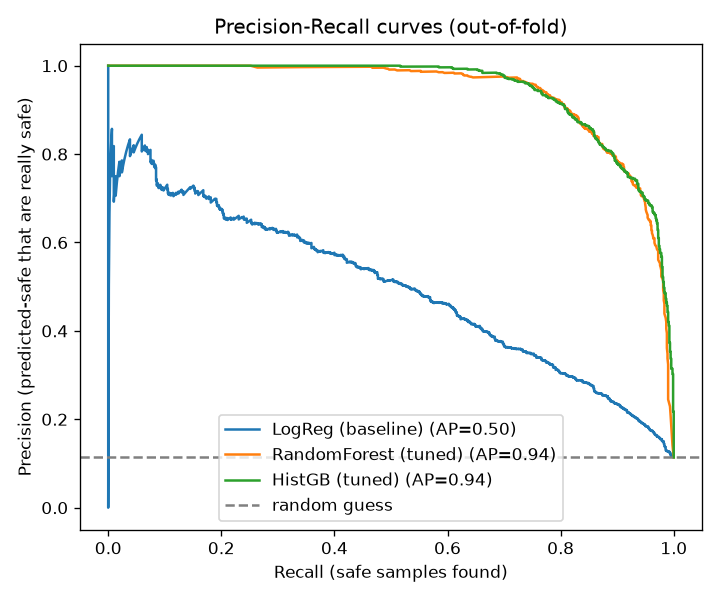 Precision-Recall curves (out-of-fold)
Precision (predicted-safe that are really safe)
1.0
0.8
0.6
0.4
0.2
0.0
LogReg (baseline) (AP=0.50)
RandomForest (tuned) (AP=0.94)
HistGB (tuned) (AP=0.94)
random guess
0.0 0.2 0.4 0.6 0.8 1.0
Recall (safe samples found)